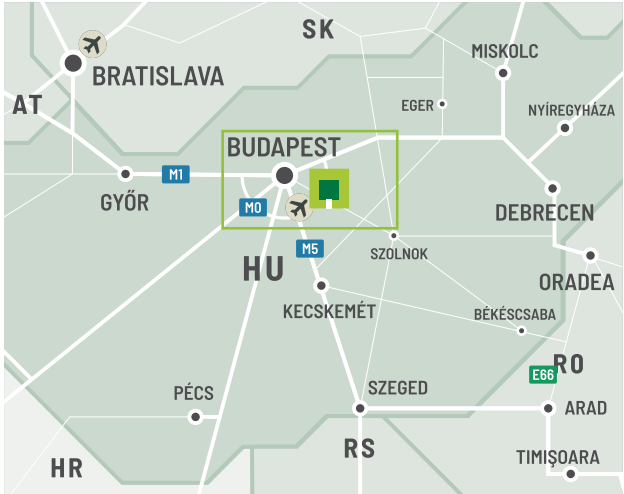 SK
MISKOLC
BRATISLAVA
AT
EGER
NYÍREGYHÁZA
BUDAPEST
M1
GYŐR
M0
DEBRECEN
M5
SZOLNOK
HU
ORADEA
KECSKEMÉT
BÉKÉSCSABA
RO
E66
PÉCS
SZEGED
ARAD
RS
HR
TIMIŞOARA